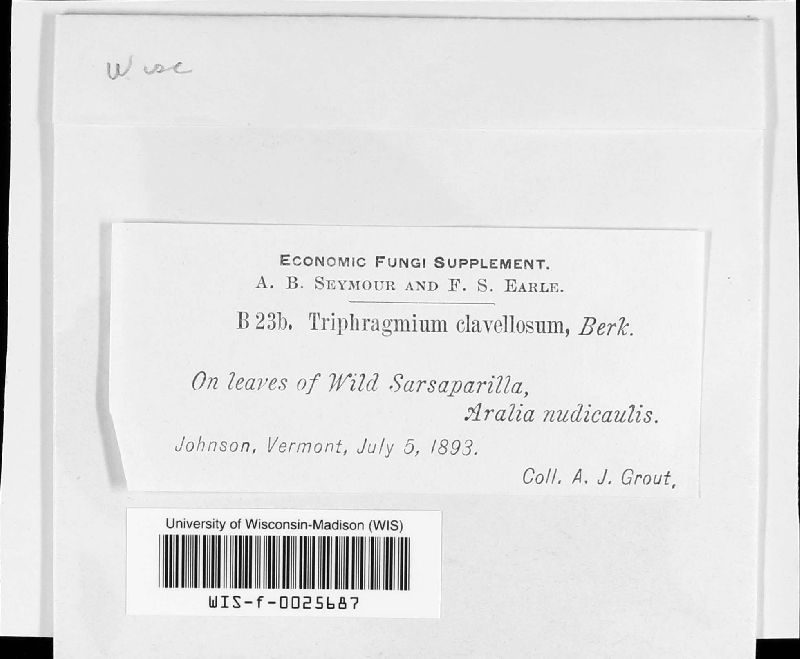 Wisc
ECONOMIC FUNGI SUPPLEMENT.
A. B. SEYMOUR AND F. S. EARLE.
B 23b. Triphragmium clavellosum, Berk.
On leaves of Wild Sarsaparilla,
Aralia nudicaulis.
Johnson, Vermont, July 5, 1893.
Coll. A. J. Grout,
University of Wisconsin-Madison (WIS)
WIS-f-0025687